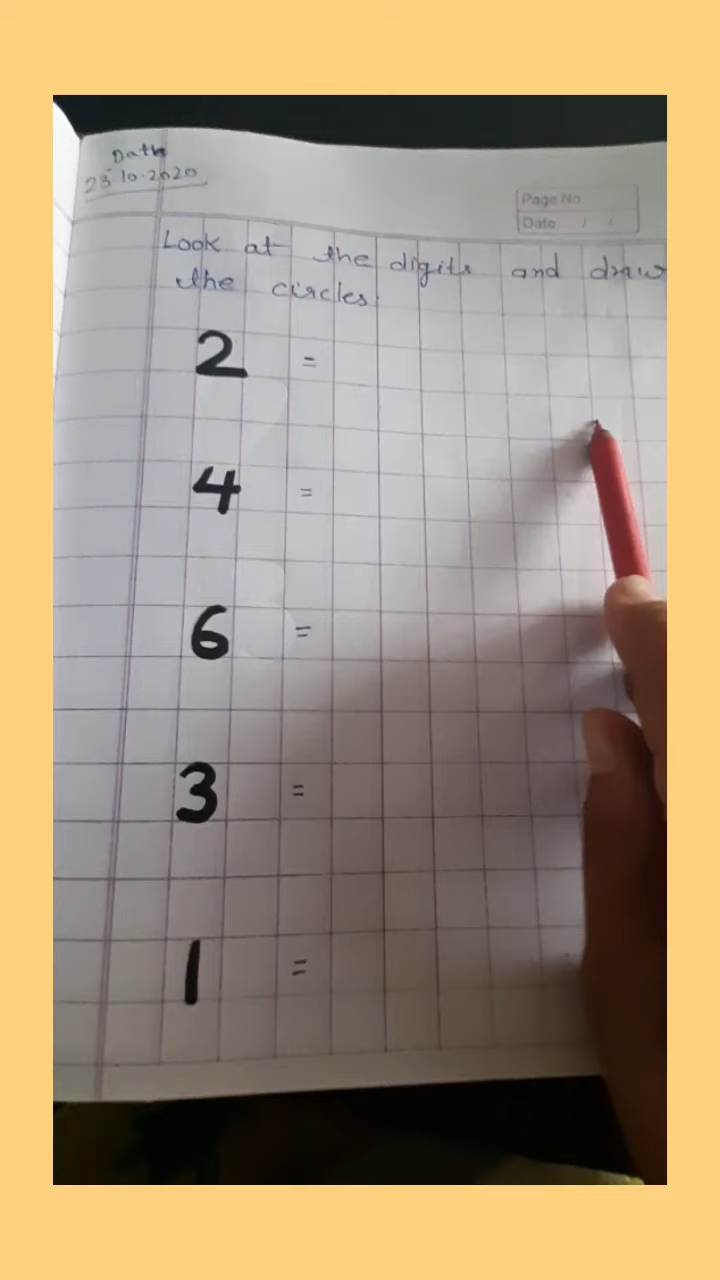 Date
23.10.2020
Page No
Date / /
Look at the digits and draw
the circles.
2 =
4 =
6 =
3 =
1 =